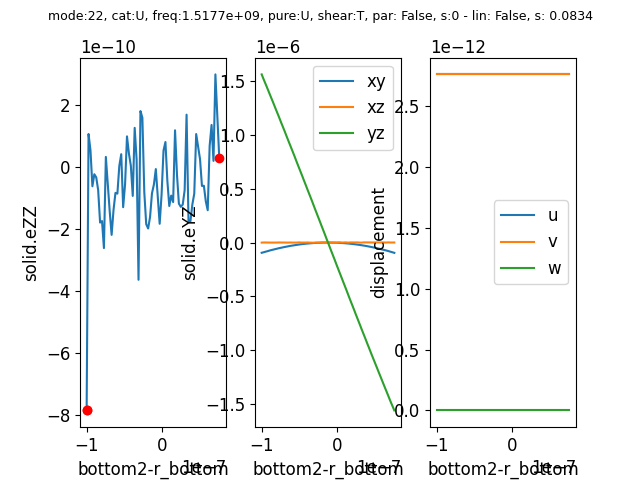 mode:22, cat:U, freq:1.5177e+09, pure:U, shear:T, par: False, s:0 - lin: False, s: 0.0834
1e−10
1e−6
1e−12
2
0
−2
−4
−6
−8
solid.eZZ
−1
0
1e−7
bottom2-r_bottom
1.5
1.0
0.5
0.0
−0.5
−1.0
−1.5
solid.eYZ
xy
xz
yz
−1
0
1e−7
bottom2-r_bottom
2.5
2.0
1.5
1.0
0.5
0.0
displacement
u
v
w
−1
0
1e−7
bottom2-r_bottom